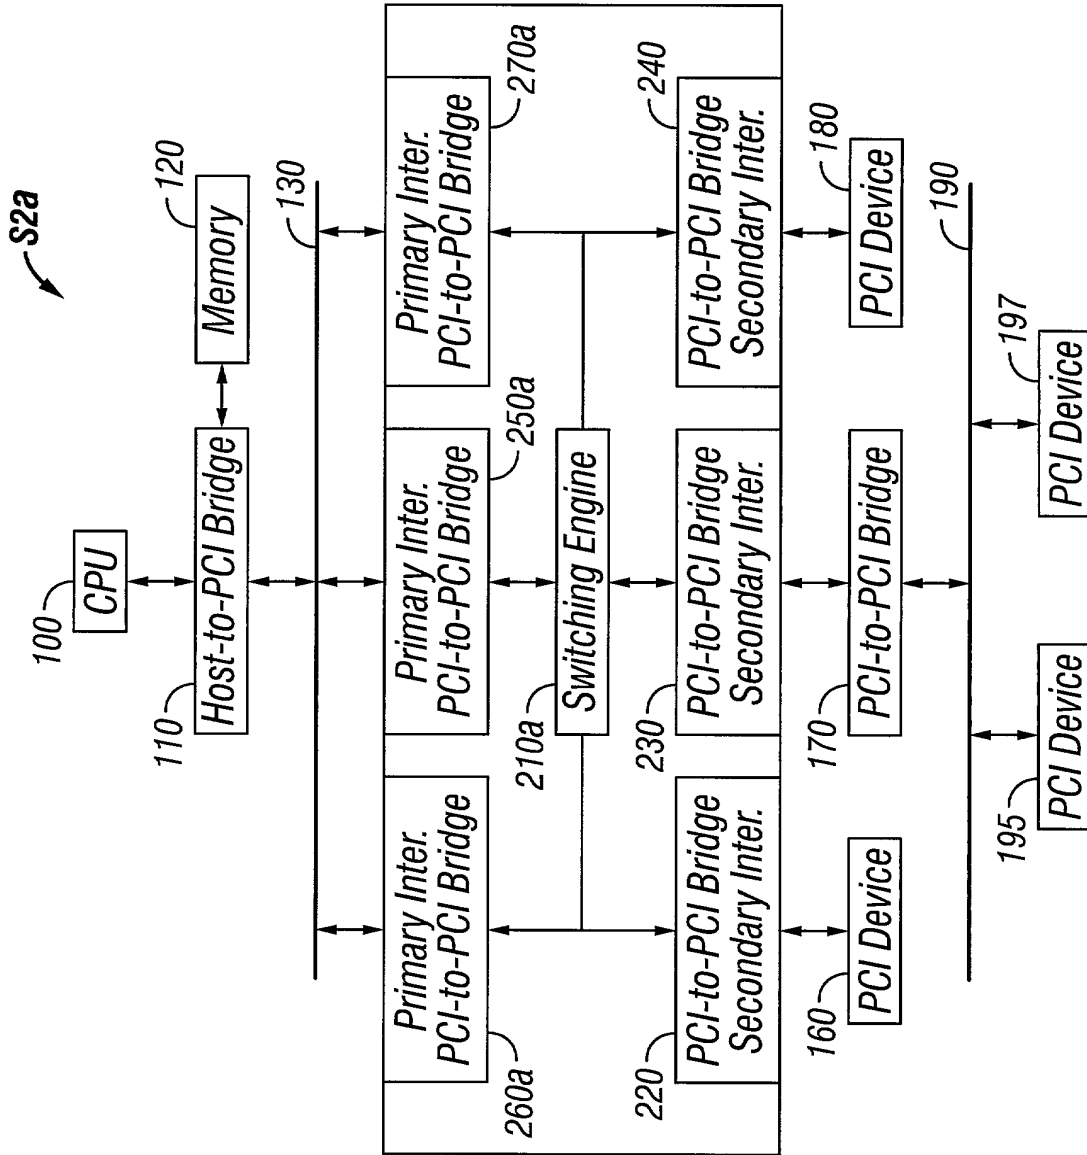 S2a
100
CPU
110
Host-to-PCI Bridge
120
Memory
130
Primary Inter.
PCI-to-PCI Bridge
260a
Primary Inter.
PCI-to-PCI Bridge
250a
Primary Inter.
PCI-to-PCI Bridge
270a
210a
Switching Engine
220
PCI-to-PCI Bridge
Secondary Inter.
230
PCI-to-PCI Bridge
Secondary Inter.
240
PCI-to-PCI Bridge
Secondary Inter.
160
PCI Device
170
PCI-to-PCI Bridge
180
PCI Device
190
195
PCI Device
197
PCI Device